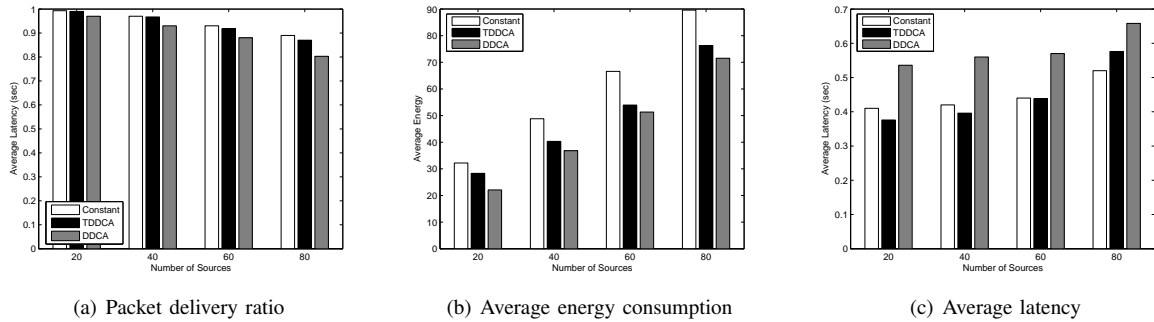 1
0.9
0.8
0.7
0.6
0.5
0.4
0.3
0.2
0.1
0
Average Latency (sec)
Constant
TDDCA
DDCA
20 40 60 80
Number of Sources
(a) Packet delivery ratio
90
80
70
60
50
40
30
20
10
0
Average Energy
Constant
TDDCA
DDCA
20 40 60 80
Number of Sources
(b) Average energy consumption
0.7
0.6
0.5
0.4
0.3
0.2
0.1
0
Average Latency (sec)
Constant
TDDCA
DDCA
20 40 60 80
Number of Sources
(c) Average latency